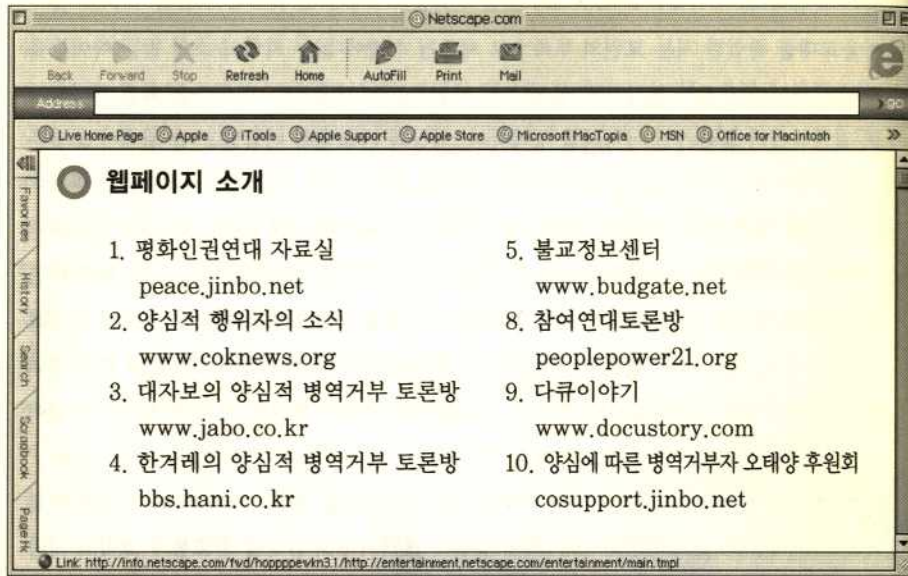 Netscape.com
Back Forward Stop Refresh Home AutoFill Print Mail
Address go
Live Home Page Apple iTools Apple Support Apple Store Microsoft MacTopia MSN Office for Macintosh
Favorites
History
Search
Scrapbook
웹페이지 소개
1. 평화인권연대 자료실
peace.jinbo.net
2. 양심적 행위자의 소식
www.coknews.org
3. 대자보의 양심적 병역거부 토론방
www.jabo.co.kr
4. 한겨레의 양심적 병역거부 토론방
bbs.hani.co.kr
5. 불교정보센터
www.budgate.net
8. 참여연대토론방
peoplepower21.org
9. 다큐이야기
www.docustory.com
10. 양심에 따른 병역거부자 오태양 후원회
cosupport.jinbo.net
Link: http://info.netscape.com/fwd/hoppppevkn31/http://entertainment.netscape.com/entertainment/main.tmpl